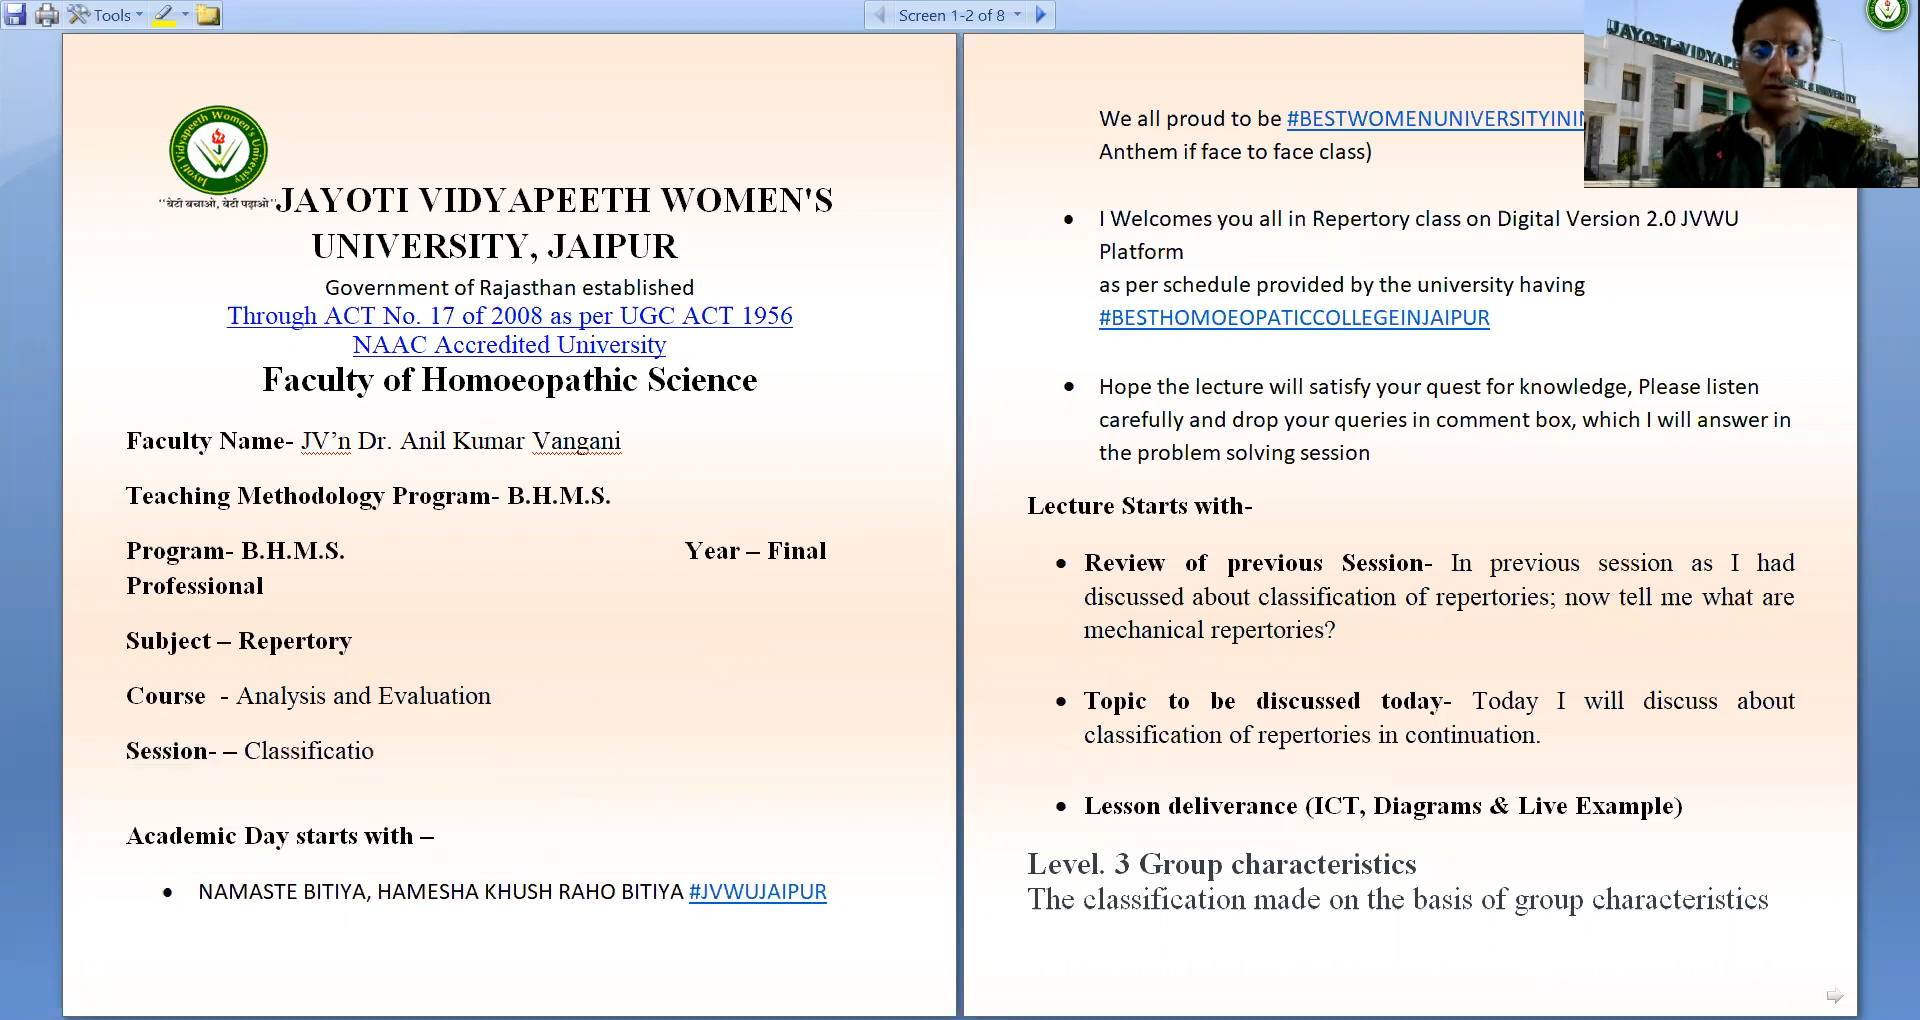 Tools
Screen 1-2 of 8
Jayoti Vidyapeeth Women's University
"बेटी बचाओ, बेटी पढ़ाओ"
JAYOTI VIDYAPEETH WOMEN'S
UNIVERSITY, JAIPUR
Government of Rajasthan established
Through ACT No. 17 of 2008 as per UGC ACT 1956
NAAC Accredited University
Faculty of Homoeopathic Science
Faculty Name- JV'n Dr. Anil Kumar Vangani
Teaching Methodology Program- B.H.M.S.
Program- B.H.M.S. Year – Final
Professional
Subject – Repertory
Course - Analysis and Evaluation
Session- – Classificatio
Academic Day starts with –
• NAMASTE BITIYA, HAMESHA KHUSH RAHO BITIYA #JVWUJAIPUR
We all proud to be #BESTWOMENUNIVERSITYININ
Anthem if face to face class)
• I Welcomes you all in Repertory class on Digital Version 2.0 JVWU
Platform
as per schedule provided by the university having
#BESTHOMOEOPATICCOLLEGEINJAIPUR
• Hope the lecture will satisfy your quest for knowledge, Please listen
carefully and drop your queries in comment box, which I will answer in
the problem solving session
Lecture Starts with-
• Review of previous Session- In previous session as I had
discussed about classification of repertories; now tell me what are
mechanical repertories?
• Topic to be discussed today- Today I will discuss about
classification of repertories in continuation.
• Lesson deliverance (ICT, Diagrams & Live Example)
Level. 3 Group characteristics
The classification made on the basis of group characteristics
JAYOTI VIDYAPE
UNIVERSITY